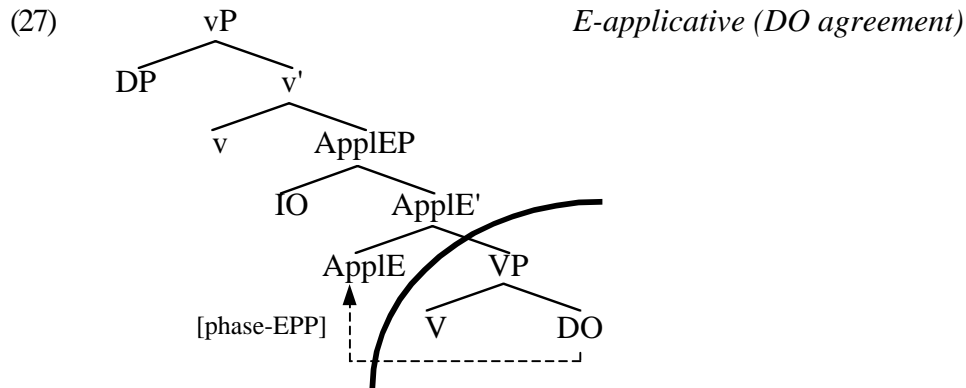 (27) vP E-applicative (DO agreement)
DP v'
v ApplEP
IO ApplE'
ApplE VP
[phase-EPP] V DO